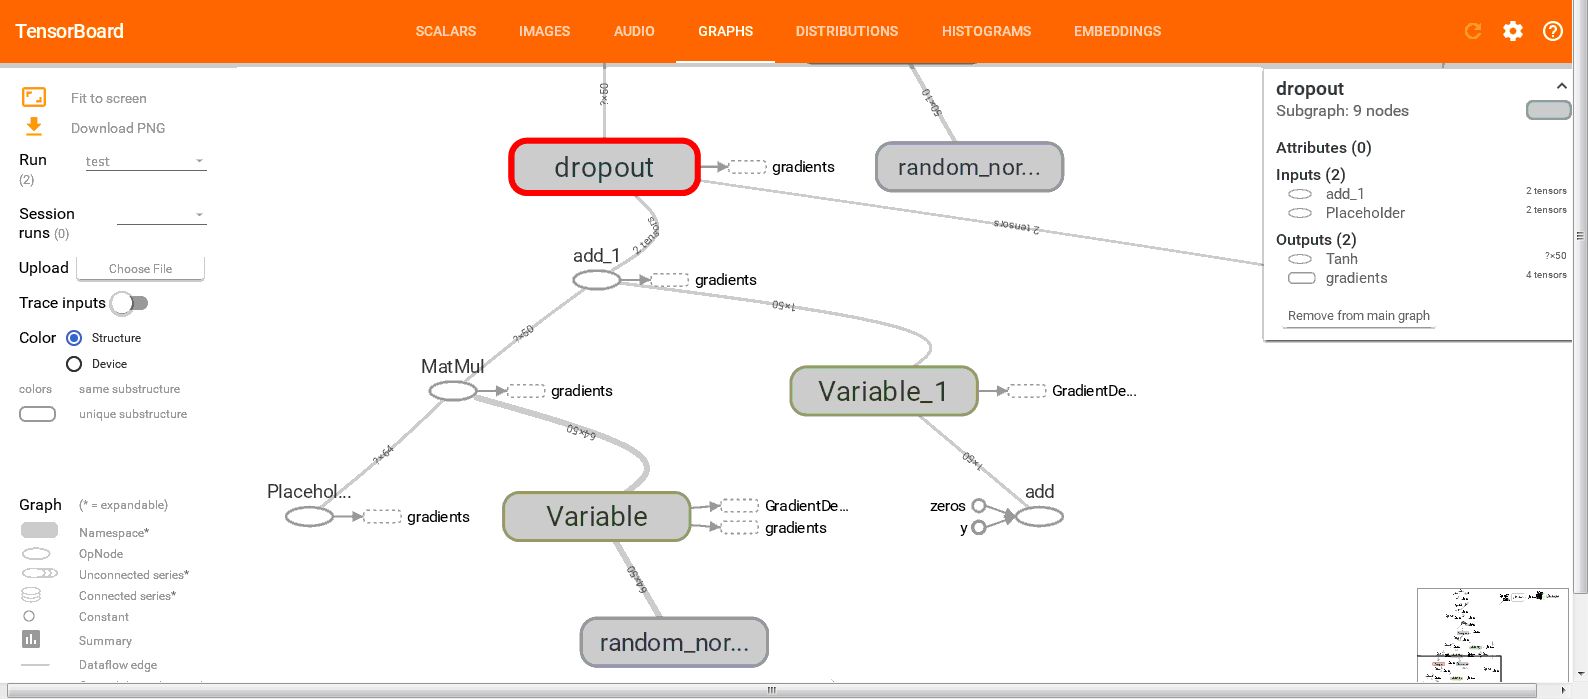 TensorBoard
SCALARS
IMAGES
AUDIO
GRAPHS
DISTRIBUTIONS
HISTOGRAMS
EMBEDDINGS
Fit to screen
Download PNG
Run
(2)
test
Session
runs (0)
Upload
Choose File
Trace inputs
Color
Structure
Device
colors
same substructure
unique substructure
Graph
(* = expandable)
Namespace*
OpNode
Unconnected series*
Connected series*
Constant
Summary
Dataflow edge
?×50
50×10
dropout
gradients
random_nor...
2 tensors
2 tensors
add_1
gradients
?×50
1×50
MatMul
gradients
Variable_1
GradientDe...
?×64
64×50
1×50
Placehol...
gradients
Variable
GradientDe...
gradients
add
zeros
y
64×50
random_nor...
dropout
Subgraph: 9 nodes
Attributes (0)
Inputs (2)
add_1
2 tensors
Placeholder
2 tensors
Outputs (2)
Tanh
?×50
gradients
4 tensors
Remove from main graph